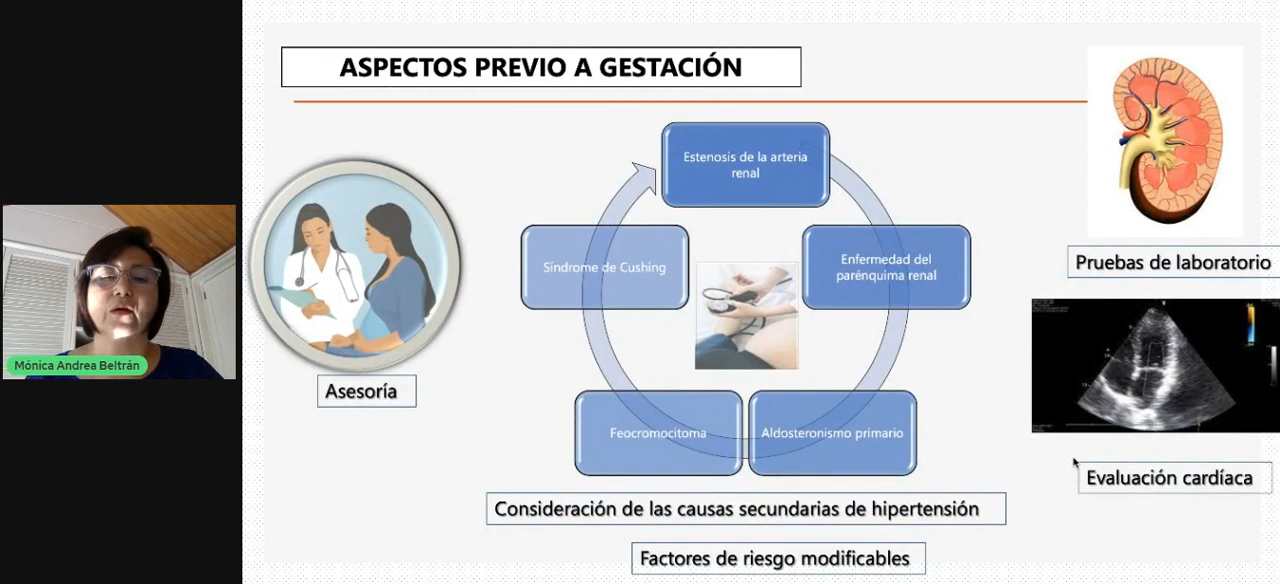 ASPECTOS PREVIO A GESTACIÓN
Estenosis de la arteria
renal
Síndrome de Cushing
Enfermedad del
parénquima renal
Pruebas de laboratorio
Mónica Andrea Beltrán
Asesoría
Feocromocitoma
Aldosteronismo primario
Evaluación cardíaca
Consideración de las causas secundarias de hipertensión
Factores de riesgo modificables